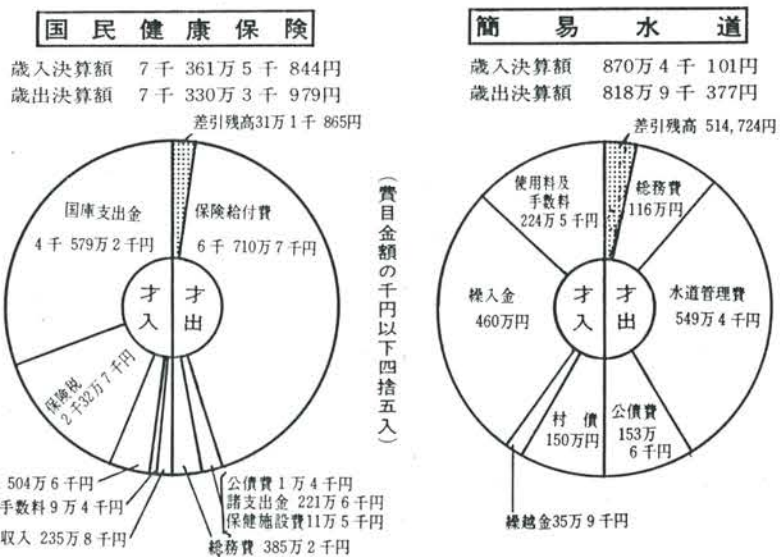 国民健康保険
歳入決算額 7千 361万5千 844円
歳出決算額 7千 330万3千 979円
差引残高31万1千 865円
国庫支出金
4千 579万2千円
保険給付費
6千 710万7千円
才入
才出
保険税
2千32万7千円
504万6千円
手数料9万4千円
収入 235万8千円
公債費1万4千円
諸支出金 221万6千円
保健施設費11万5千円
総務費 385万2千円
(費目金額の千円以下四捨五入)
簡易水道
歳入決算額 870万4千 101円
歳出決算額 818万9千 377円
差引残高 514,724円
使用料及
手数料
224万5千円
総務費
116万円
繰入金
460万円
才入
才出
水道管理費
549万4千円
村債
150万円
公債費
153万
6千円
繰越金35万9千円